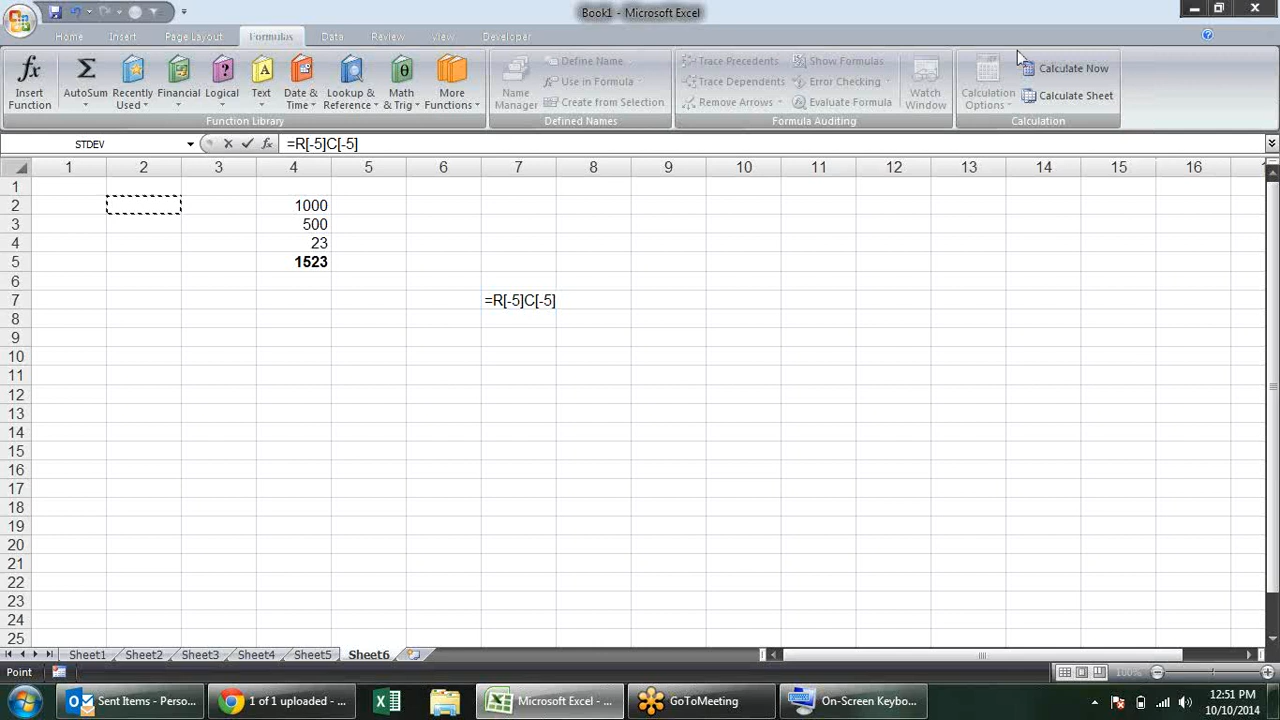 Book1 - Microsoft Excel
Home Insert Page Layout Formulas Data Review View Developer
Insert Function
AutoSum
Recently Used
Financial
Logical
Text
Date & Time
Lookup & Reference
Math & Trig
More Functions
Function Library
Name Manager
Define Name
Use in Formula
Create from Selection
Defined Names
Trace Precedents
Trace Dependents
Remove Arrows
Show Formulas
Error Checking
Evaluate Formula
Watch Window
Formula Auditing
Calculation Options
Calculate Now
Calculate Sheet
Calculation
STDEV =R[-5]C[-5]
1 2 3 4 5 6 7 8 9 10 11 12 13 14 15 16
1
2 1000
3 500
4 23
5 1523
6
7 =R[-5]C[-5]
8
9
10
11
12
13
14
15
16
17
18
19
20
21
22
23
24
25
Sheet1 Sheet2 Sheet3 Sheet4 Sheet5 Sheet6
Point 100%
Sent Items - Perso... 1 of 1 uploaded - ... Microsoft Excel - ... GoToMeeting On-Screen Keybo...
12:51 PM
10/10/2014